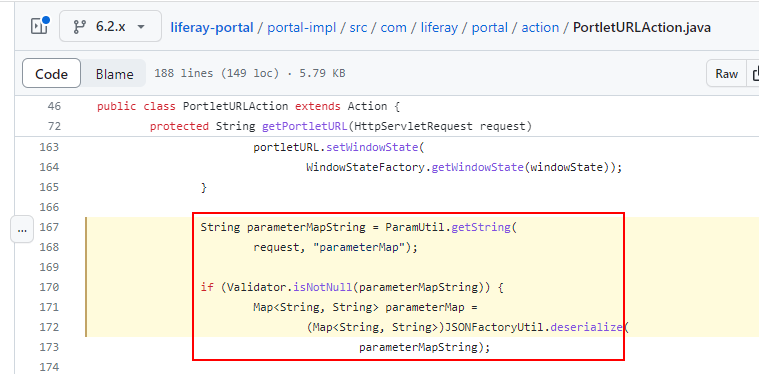 6.2.x
liferay-portal / portal-impl / src / com / liferay / portal / action / PortletURLAction.java
Code Blame 188 lines (149 loc) · 5.79 KB Raw
46 public class PortletURLAction extends Action {
72 protected String getPortletURL(HttpServletRequest request)
163 portletURL.setWindowState(
164 WindowStateFactory.getWindowState(windowState));
165 }
166
... 167 String parameterMapString = ParamUtil.getString(
168 request, "parameterMap");
169
170 if (Validator.isNotNull(parameterMapString)) {
171 Map<String, String> parameterMap =
172 (Map<String, String>)JSONFactoryUtil.deserialize(
173 parameterMapString);
174